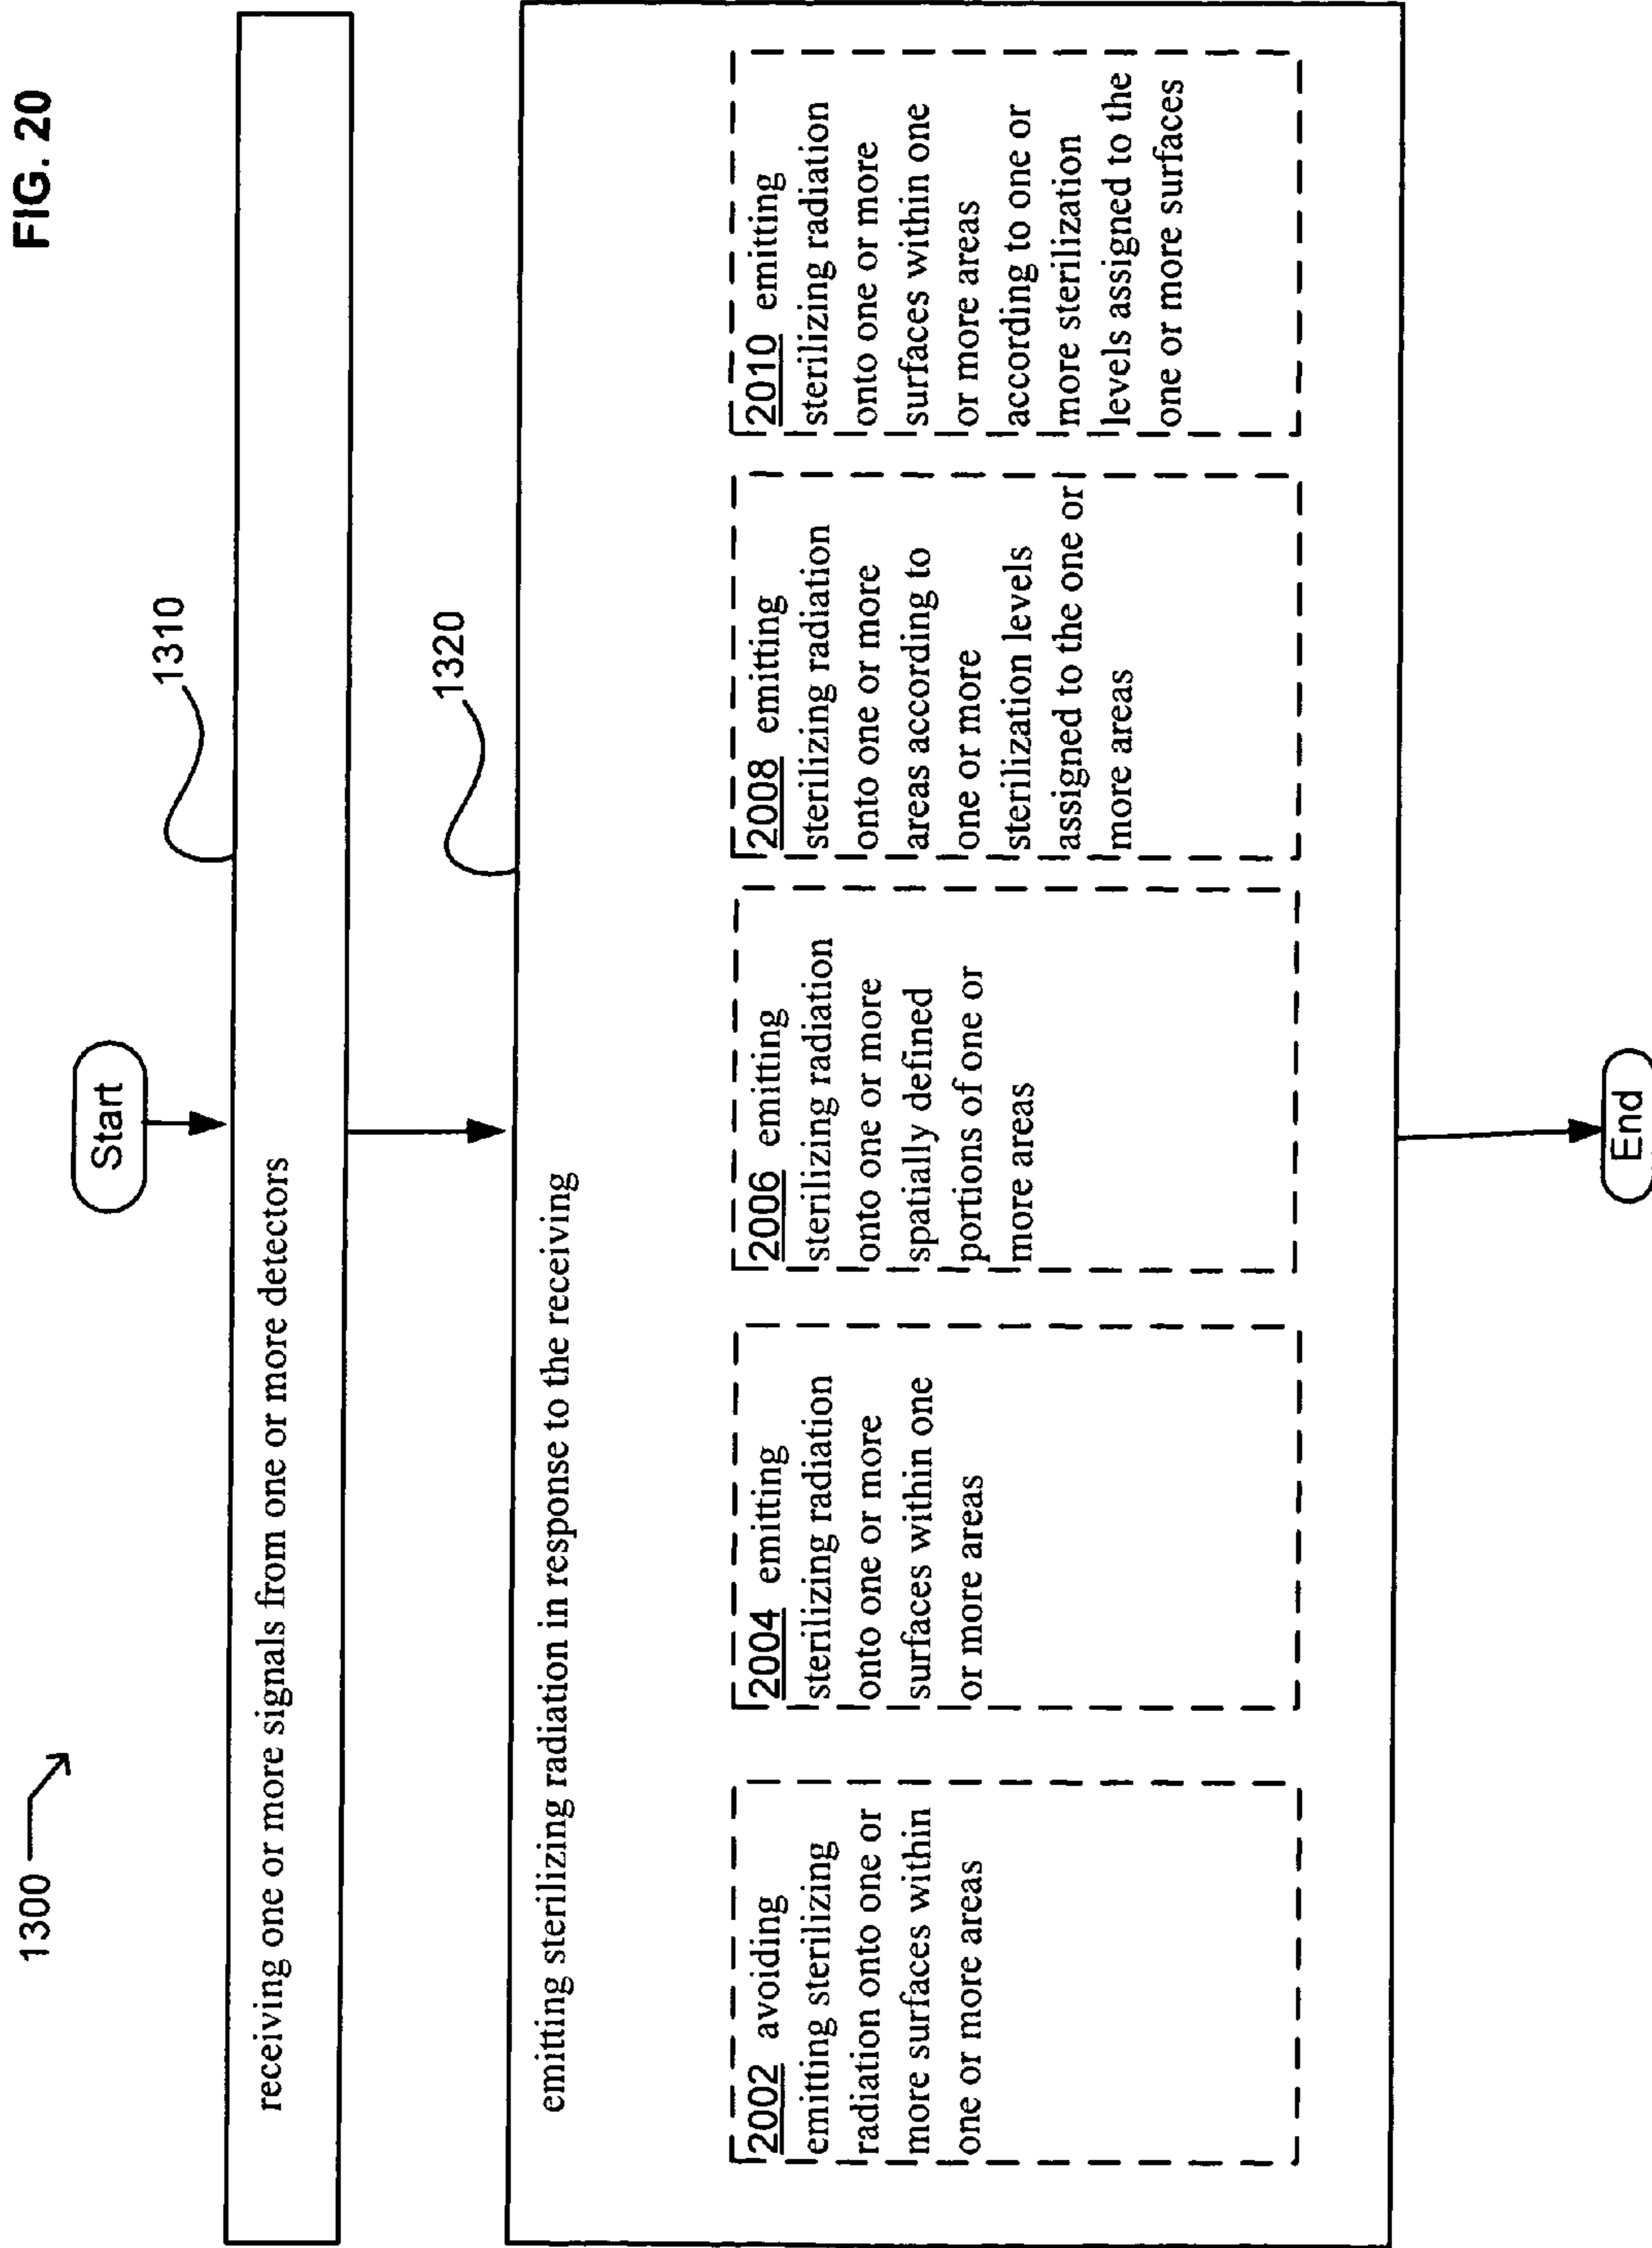 FIG. 20
1300
Start
1310
receiving one or more signals from one or more detectors
1320
emitting sterilizing radiation in response to the receiving
2002 avoiding
emitting sterilizing
radiation onto one or
more surfaces within
one or more areas
2004 emitting
sterilizing radiation
onto one or more
surfaces within one
or more areas
2006 emitting
sterilizing radiation
onto one or more
spatially defined
portions of one or
more areas
2008 emitting
sterilizing radiation
onto one or more
areas according to
one or more
sterilization levels
assigned to the one or
more areas
2010 emitting
sterilizing radiation
onto one or more
surfaces within one
or more areas
according to one or
more sterilization
levels assigned to the
one or more surfaces
End